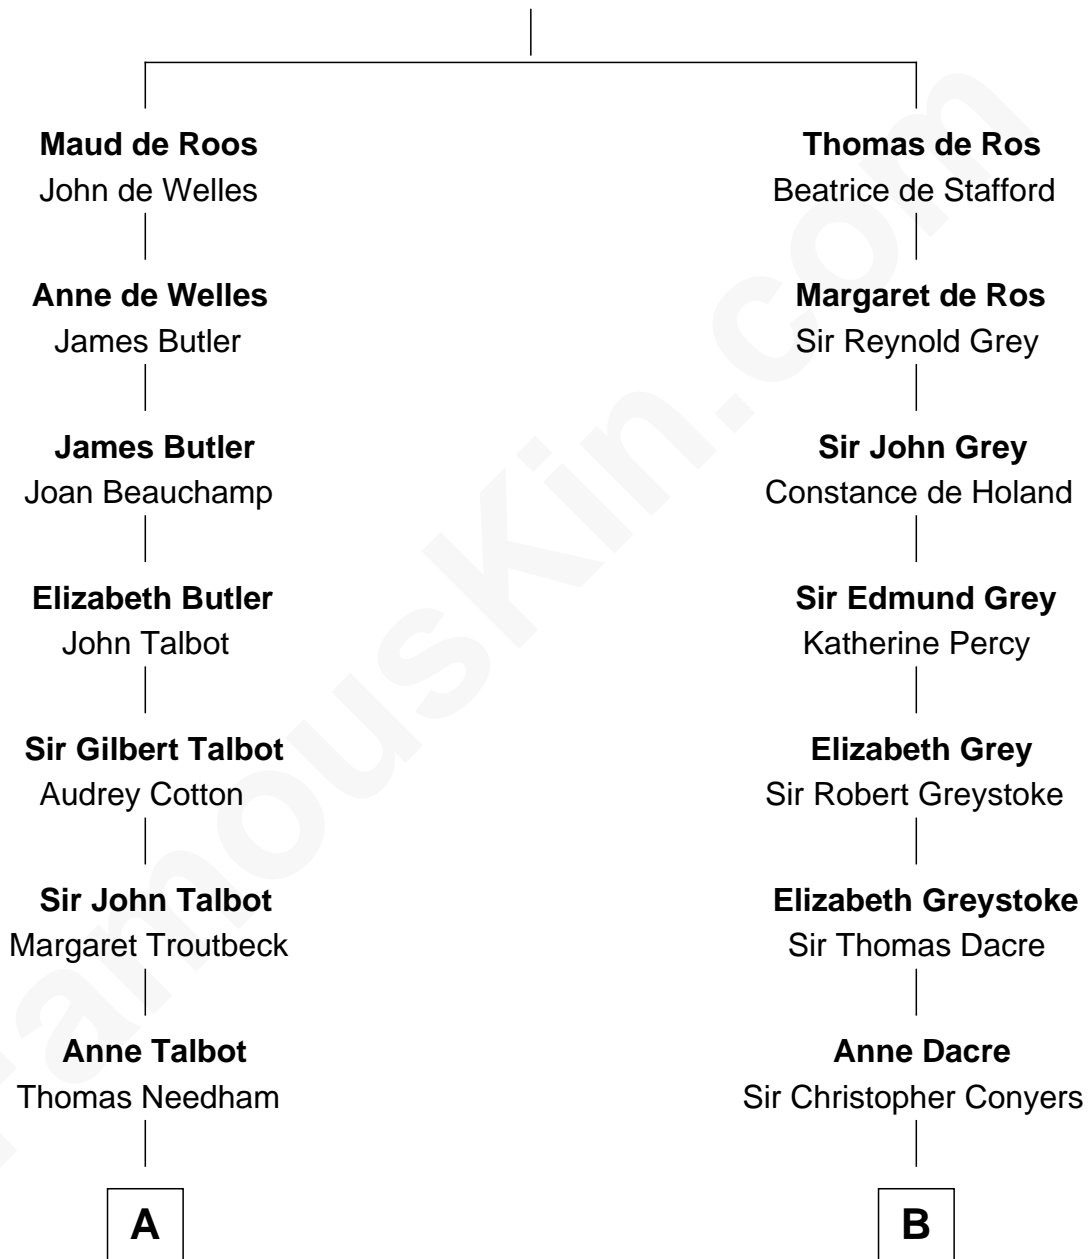 Maud de Roos
John de Welles
Thomas de Ros
Beatrice de Stafford
Anne de Welles
James Butler
Margaret de Ros
Sir Reynold Grey
James Butler
Joan Beauchamp
Sir John Grey
Constance de Holand
Elizabeth Butler
John Talbot
Sir Edmund Grey
Katherine Percy
Sir Gilbert Talbot
Audrey Cotton
Elizabeth Grey
Sir Robert Greystoke
Sir John Talbot
Margaret Troutbeck
Elizabeth Greystoke
Sir Thomas Dacre
Anne Talbot
Thomas Needham
Anne Dacre
Sir Christopher Conyers
A
B
FamousKin.com